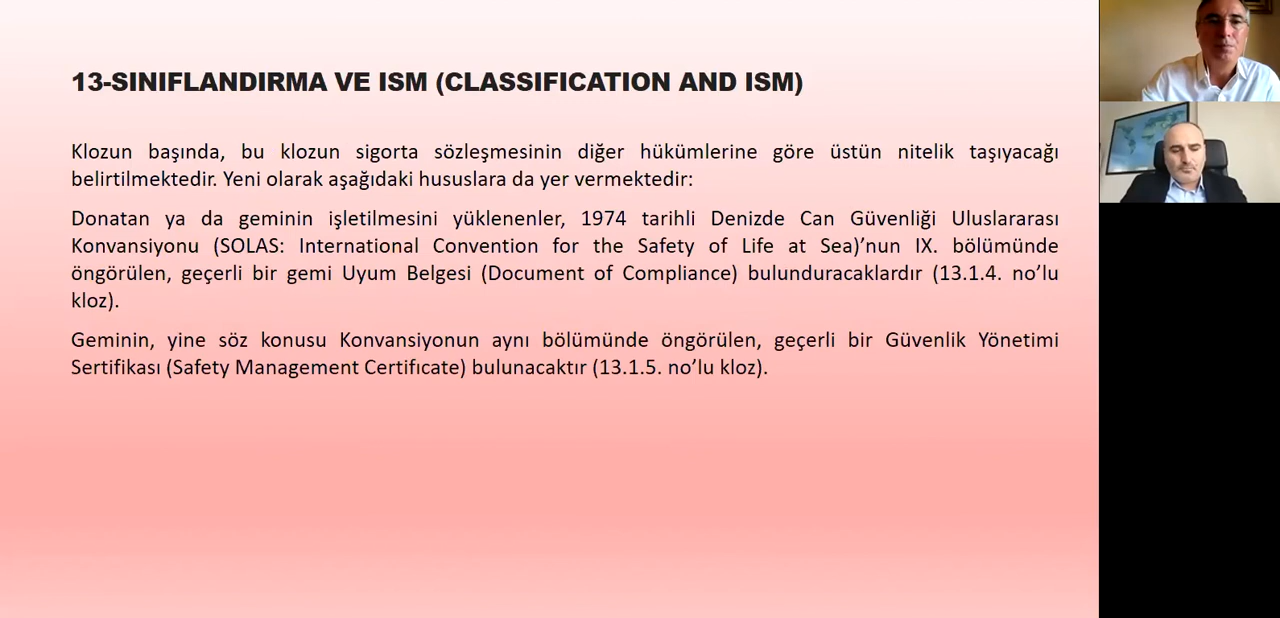 13-SINIFLANDIRMA VE ISM (CLASSIFICATION AND ISM)
Klozun başında, bu klozun sigorta sözleşmesinin diğer hükümlerine göre üstün nitelik taşıyacağı
belirtilmektedir. Yeni olarak aşağıdaki hususlara da yer vermektedir:
Donatan ya da geminin işletilmesini yüklenenler, 1974 tarihli Denizde Can Güvenliği Uluslararası
Konvansiyonu (SOLAS: International Convention for the Safety of Life at Sea)’nun IX. bölümünde
öngörülen, geçerli bir gemi Uyum Belgesi (Document of Compliance) bulunduracaklardır (13.1.4. no’lu
kloz).
Geminin, yine söz konusu Konvansiyonun aynı bölümünde öngörülen, geçerli bir Güvenlik Yönetimi
Sertifikası (Safety Management Certifıcate) bulunacaktır (13.1.5. no’lu kloz).